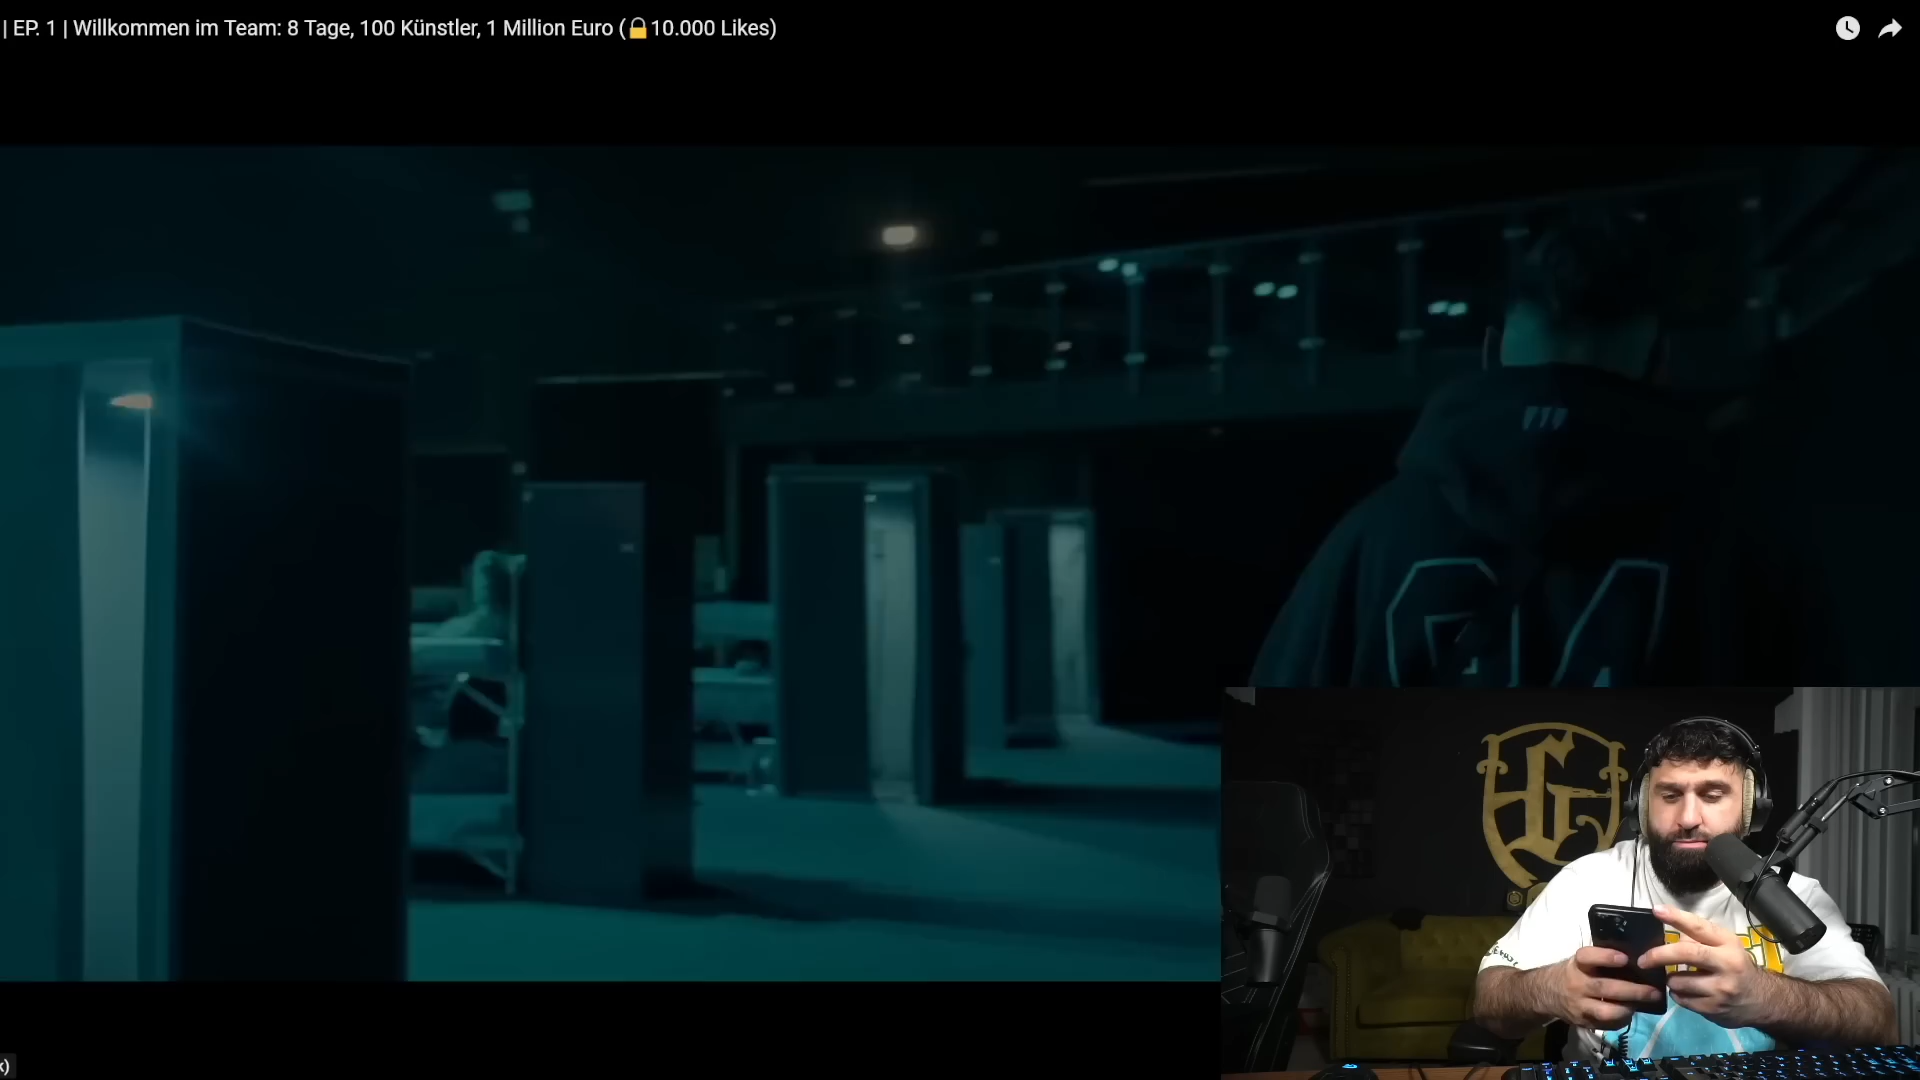 | EP. 1 | Willkommen im Team: 8 Tage, 100 Künstler, 1 Million Euro (🔒10.000 Likes)